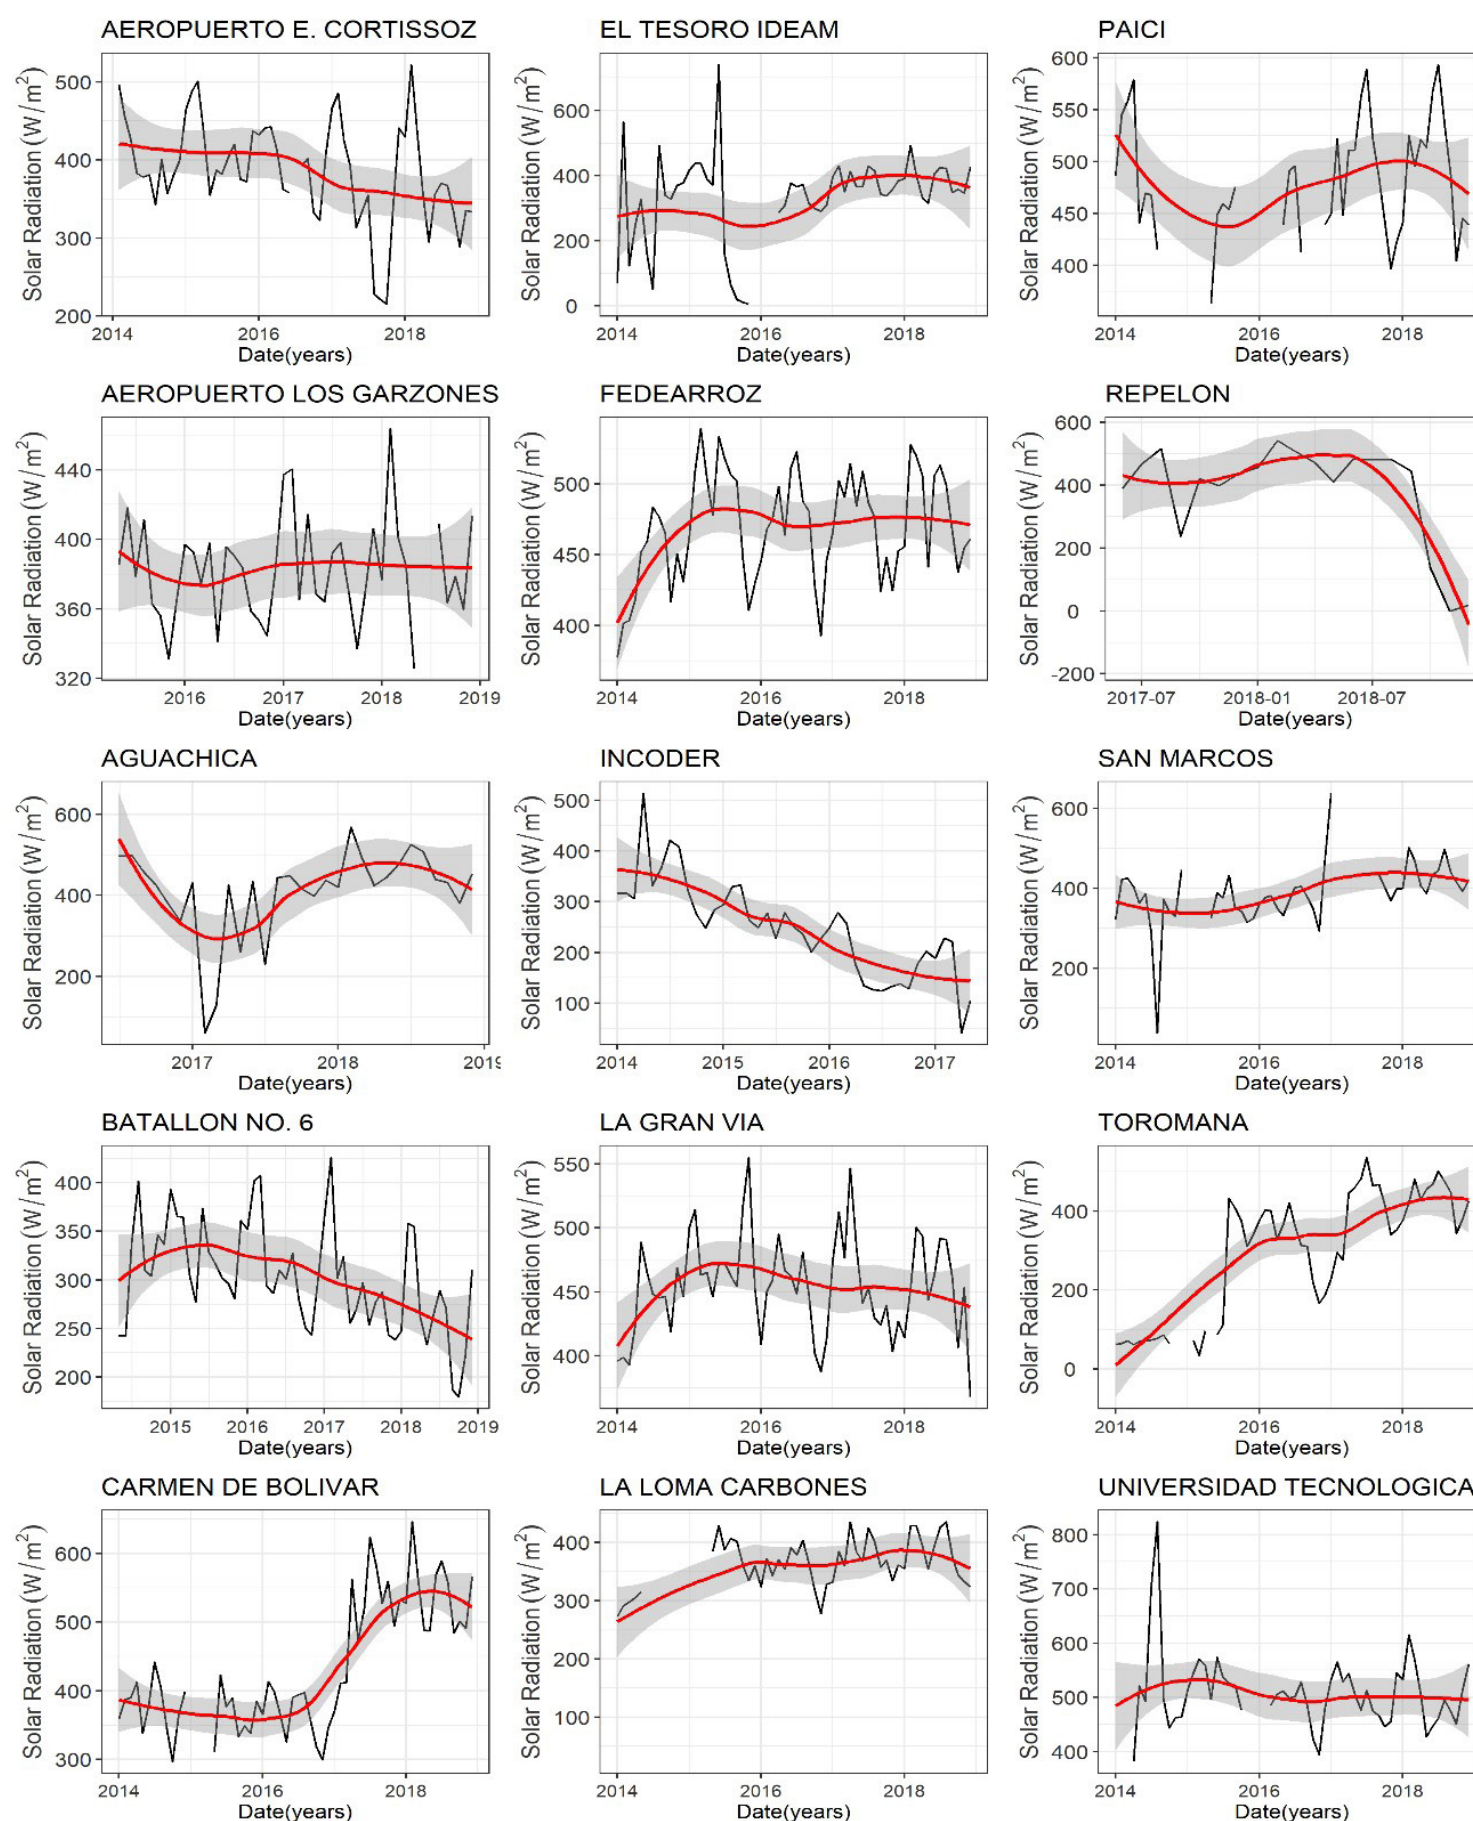 AEROPUERTO E. CORTISSOZ
Solar Radiation (W/m²)
500
400
300
200
2014 2016 2018
Date(years)
EL TESORO IDEAM
Solar Radiation (W/m²)
600
400
200
0
2014 2016 2018
Date(years)
PAICI
Solar Radiation (W/m²)
600
550
500
450
400
2014 2016 2018
Date(years)
AEROPUERTO LOS GARZONES
Solar Radiation (W/m²)
440
400
360
320
2016 2017 2018 2019
Date(years)
FEDEARROZ
Solar Radiation (W/m²)
500
450
400
2014 2016 2018
Date(years)
REPELON
Solar Radiation (W/m²)
600
400
200
0
-200
2017-07 2018-01 2018-07
Date(years)
AGUACHICA
Solar Radiation (W/m²)
600
400
200
2017 2018 2019
Date(years)
INCODER
Solar Radiation (W/m²)
500
400
300
200
100
2014 2015 2016 2017
Date(years)
SAN MARCOS
Solar Radiation (W/m²)
600
400
200
2014 2016 2018
Date(years)
BATALLON NO. 6
Solar Radiation (W/m²)
400
350
300
250
200
2015 2016 2017 2018 2019
Date(years)
LA GRAN VIA
Solar Radiation (W/m²)
550
500
450
400
2014 2016 2018
Date(years)
TOROMANA
Solar Radiation (W/m²)
400
200
0
2014 2016 2018
Date(years)
CARMEN DE BOLIVAR
Solar Radiation (W/m²)
600
500
400
300
2014 2016 2018
Date(years)
LA LOMA CARBONES
Solar Radiation (W/m²)
400
300
200
100
2014 2016 2018
Date(years)
UNIVERSIDAD TECNOLOGICA
Solar Radiation (W/m²)
800
700
600
500
400
2014 2016 2018
Date(years)